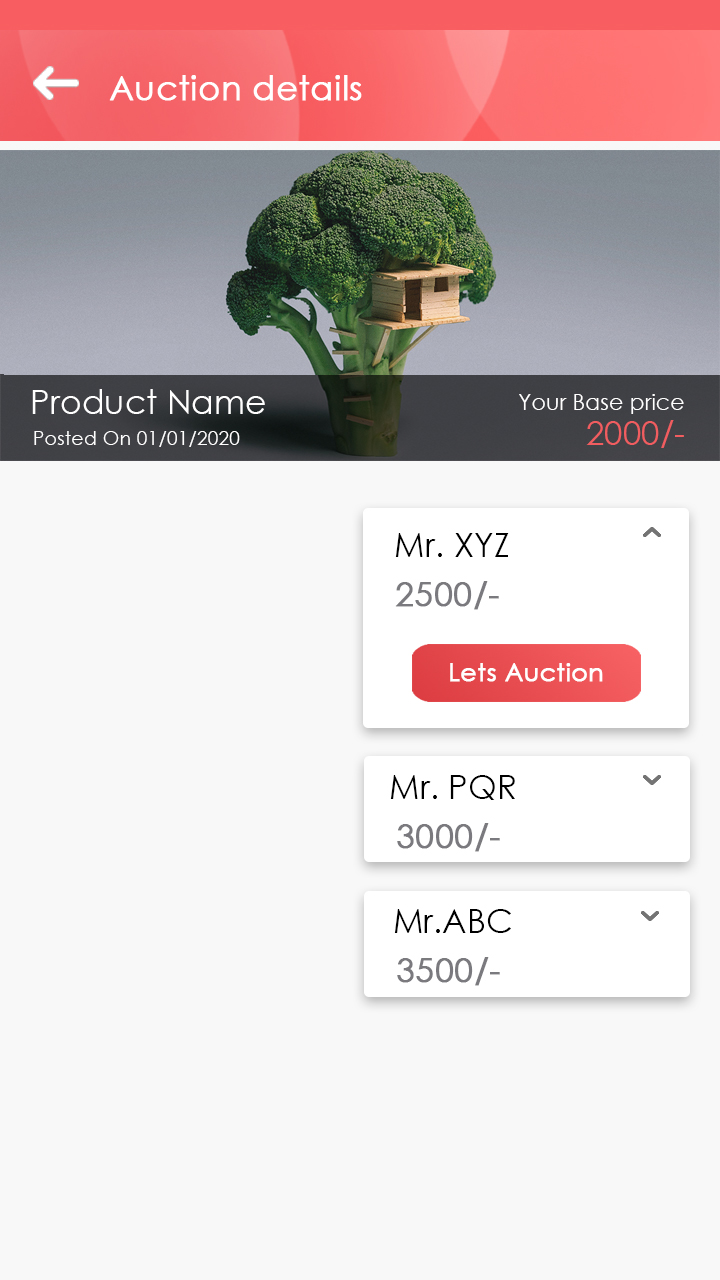 Auction details
Product Name
Posted On 01/01/2020
Your Base price
2000/-
Mr. XYZ
2500/-
Lets Auction
Mr. PQR
3000/-
Mr.ABC
3500/-